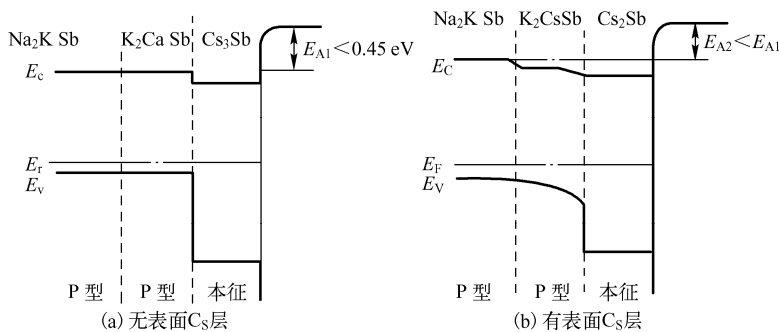 Na₂K Sb
K₂Ca Sb
Cs₃Sb
E_A1＜0.45 eV
E_c
E_r
E_v
P 型
P 型
本征
(a) 无表面C_S层
Na₂K Sb
K₂CsSb
Cs₂Sb
E_A2＜E_A1
E_C
E_F
E_V
P 型
P 型
本征
(b) 有表面C_S层